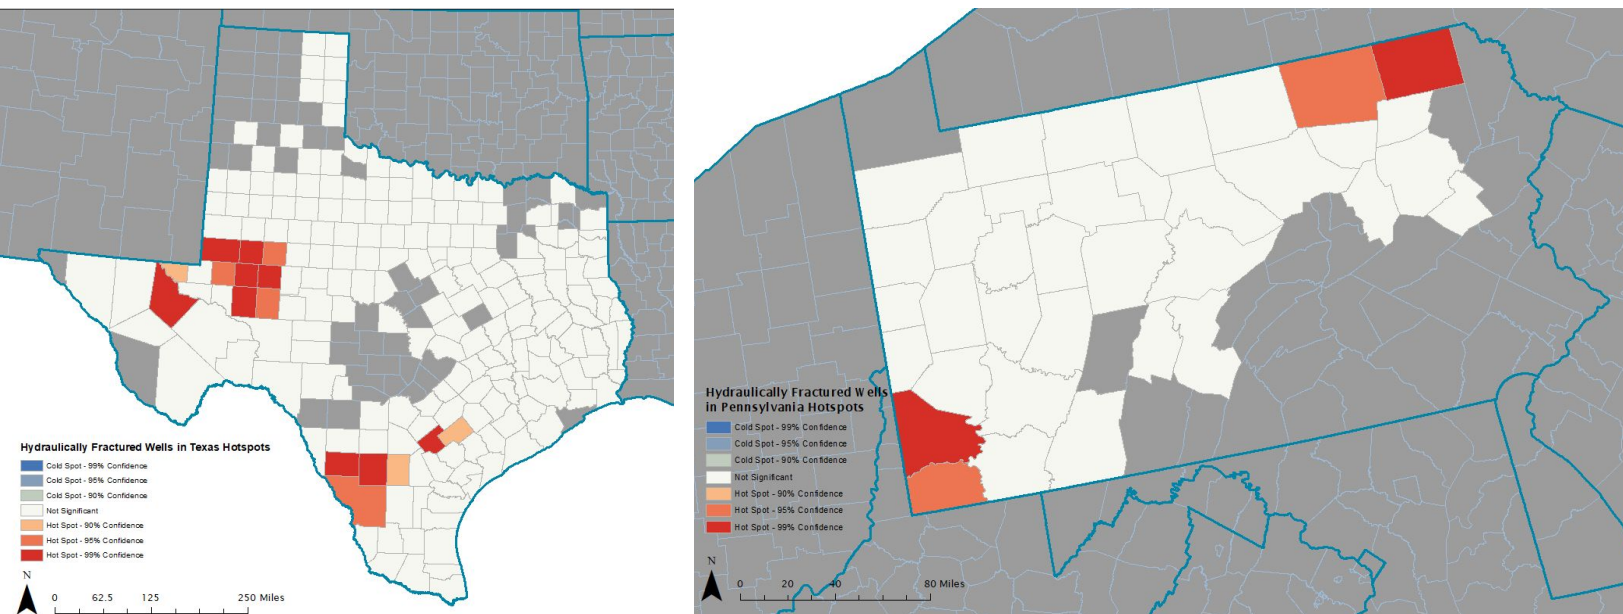 Hydraulically Fractured Wells in Texas Hotspots
Cold Spot - 99% Confidence
Cold Spot - 95% Confidence
Cold Spot - 90% Confidence
Not Significant
Hot Spot - 90% Confidence
Hot Spot - 95% Confidence
Hot Spot - 99% Confidence
N
0 62.5 125 250 Miles
Hydraulically Fractured Wells
in Pennsylvania Hotspots
Cold Spot - 99% Confidence
Cold Spot - 95% Confidence
Cold Spot - 90% Confidence
Not Significant
Hot Spot - 90% Confidence
Hot Spot - 95% Confidence
Hot Spot - 99% Confidence
N
0 20 40 80 Miles